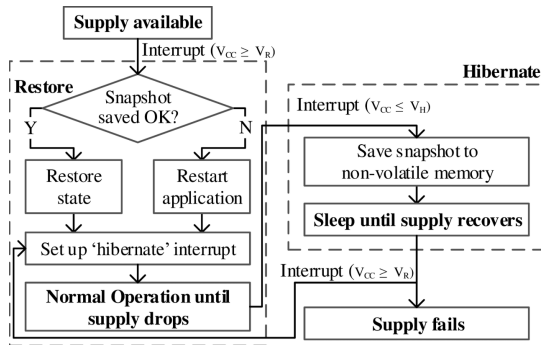 Supply available
Interrupt (VCC ≥ VR)
Restore
Snapshot
saved OK?
Y
N
Restore
state
Restart
application
Set up ‘hibernate’ interrupt
Normal Operation until
supply drops
Hibernate
Interrupt (VCC ≤ VH)
Save snapshot to
non-volatile memory
Sleep until supply recovers
Interrupt (VCC ≥ VR)
Supply fails